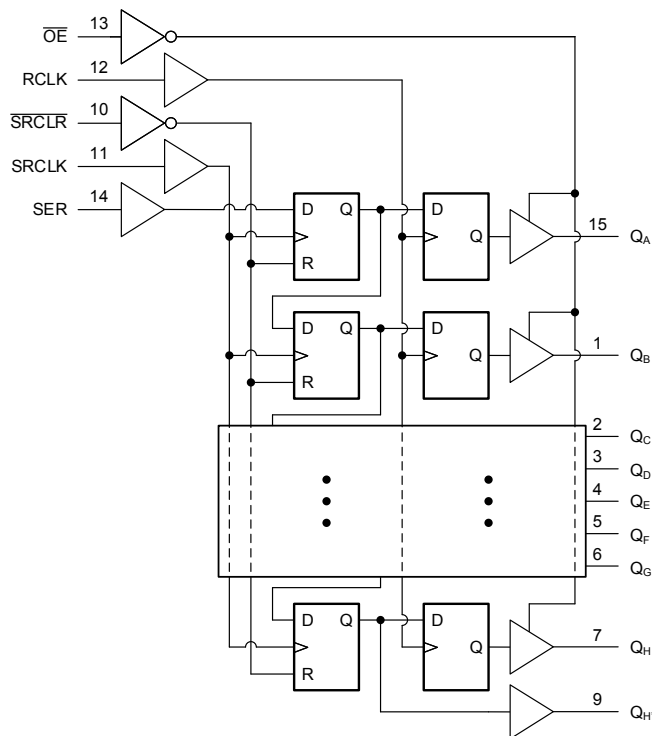 13
OE
12
RCLK
10
SRCLR
11
SRCLK
14
SER
D Q D
Q
R
15
QA
D Q D
Q
R
1
QB
2
QC
3
QD
4
QE
5
QF
6
QG
D Q D
Q
R
7
QH
9
QH'